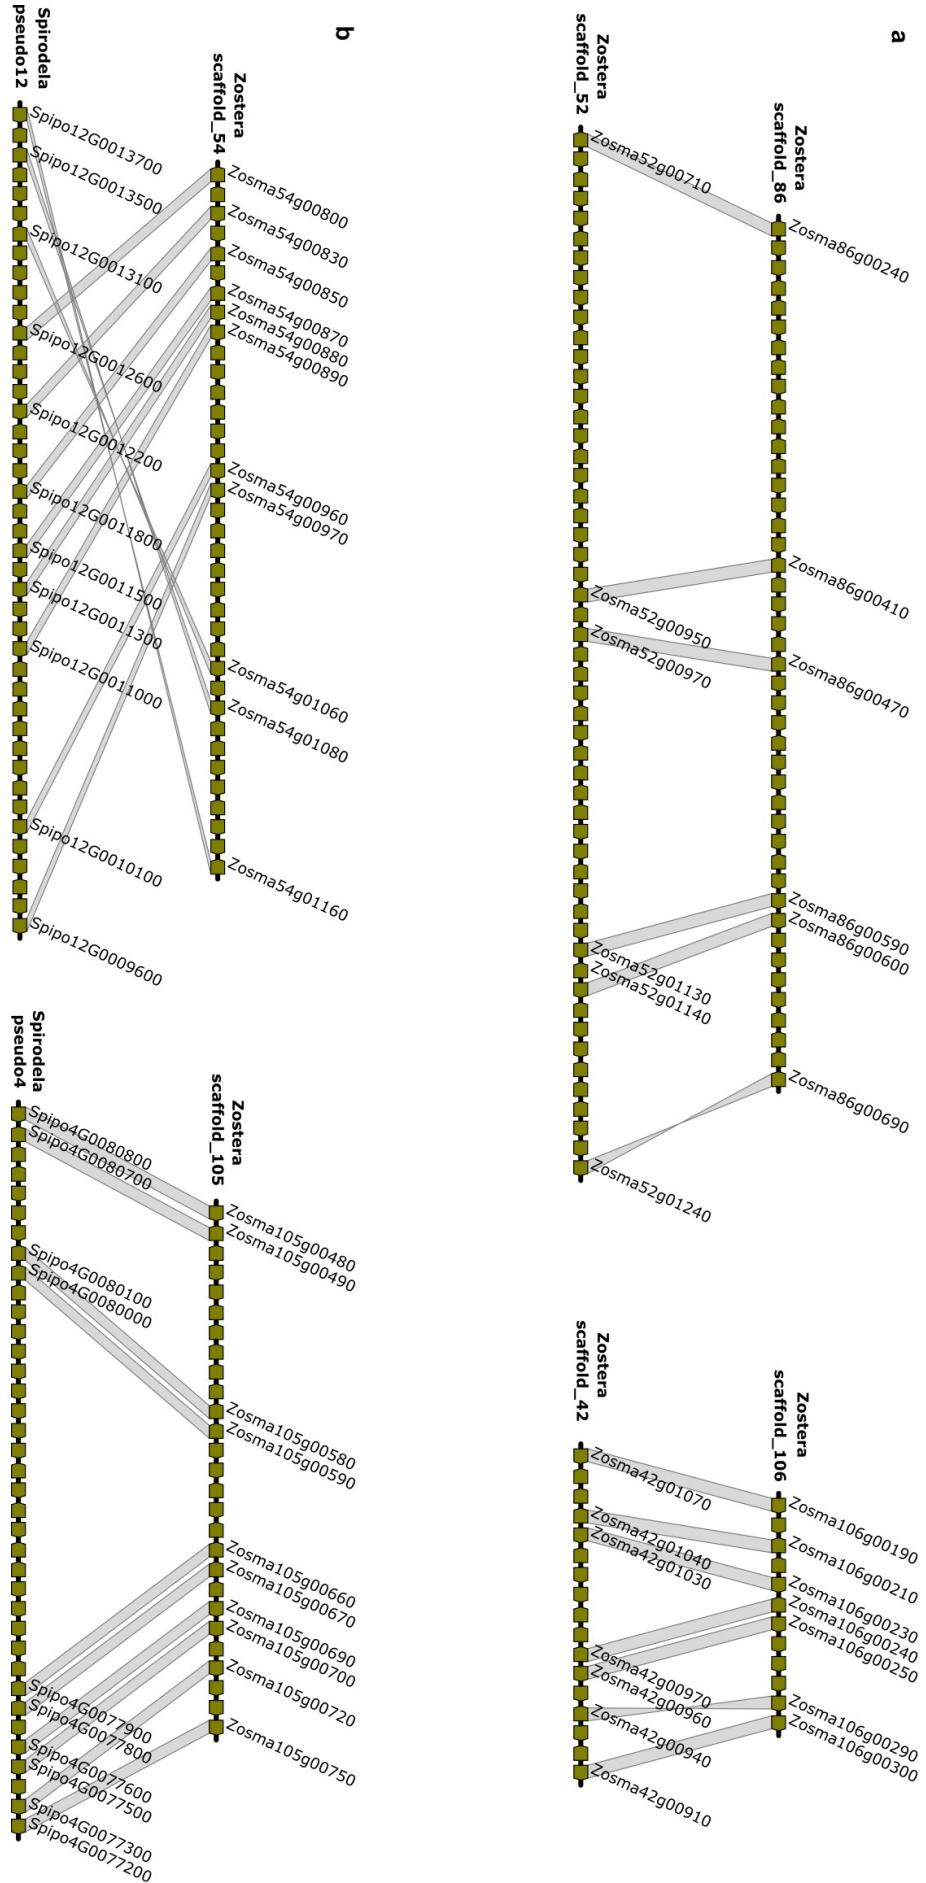 a
Zostera
scaffold_86
Zosma86g00240
Zosma86g00410
Zosma86g00470
Zosma86g00590
Zosma86g00600
Zosma86g00690
Zostera
scaffold_52
Zosma52g00710
Zosma52g00950
Zosma52g00970
Zosma52g01130
Zosma52g01140
Zosma52g01240
Zostera
scaffold_106
Zosma106g00190
Zosma106g00210
Zosma106g00230
Zosma106g00240
Zosma106g00250
Zosma106g00290
Zosma106g00300
Zostera
scaffold_42
Zosma42g01070
Zosma42g01040
Zosma42g01030
Zosma42g00970
Zosma42g00960
Zosma42g00940
Zosma42g00910
b
Zostera
scaffold_54
Zosma54g00800
Zosma54g00830
Zosma54g00850
Zosma54g00870
Zosma54g00880
Zosma54g00890
Zosma54g00960
Zosma54g00970
Zosma54g01060
Zosma54g01080
Zosma54g01160
Spirodela
pseudo12
Spipo12G0013700
Spipo12G0013500
Spipo12G0013100
Spipo12G0012600
Spipo12G0012200
Spipo12G0011800
Spipo12G0011500
Spipo12G0011300
Spipo12G0011000
Spipo12G0010100
Spipo12G0009600
Zostera
scaffold_105
Zosma105g00480
Zosma105g00490
Zosma105g00580
Zosma105g00590
Zosma105g00660
Zosma105g00670
Zosma105g00690
Zosma105g00700
Zosma105g00720
Zosma105g00750
Spirodela
pseudo4
Spipo4G0080800
Spipo4G0080700
Spipo4G0080100
Spipo4G0080000
Spipo4G0077900
Spipo4G0077800
Spipo4G0077600
Spipo4G0077500
Spipo4G0077300
Spipo4G0077200